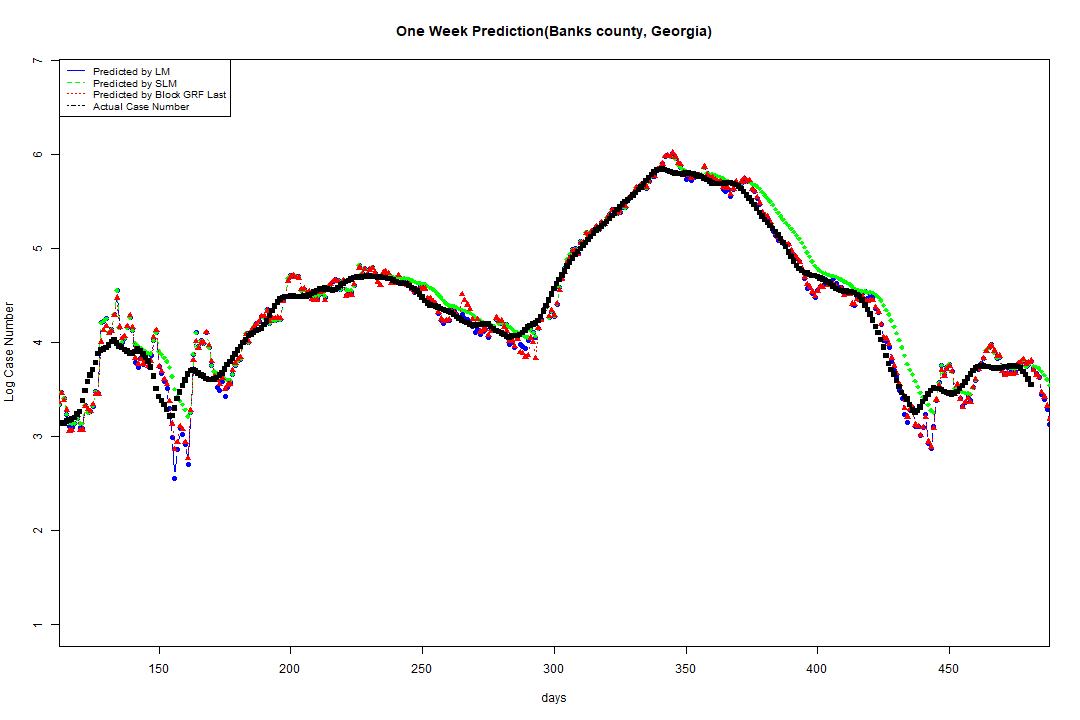 One Week Prediction(Banks county, Georgia)
Predicted by LM
Predicted by SLM
Predicted by Block GRF Last
Actual Case Number
7
6
5
4
3
2
1
Log Case Number
150 200 250 300 350 400 450
days